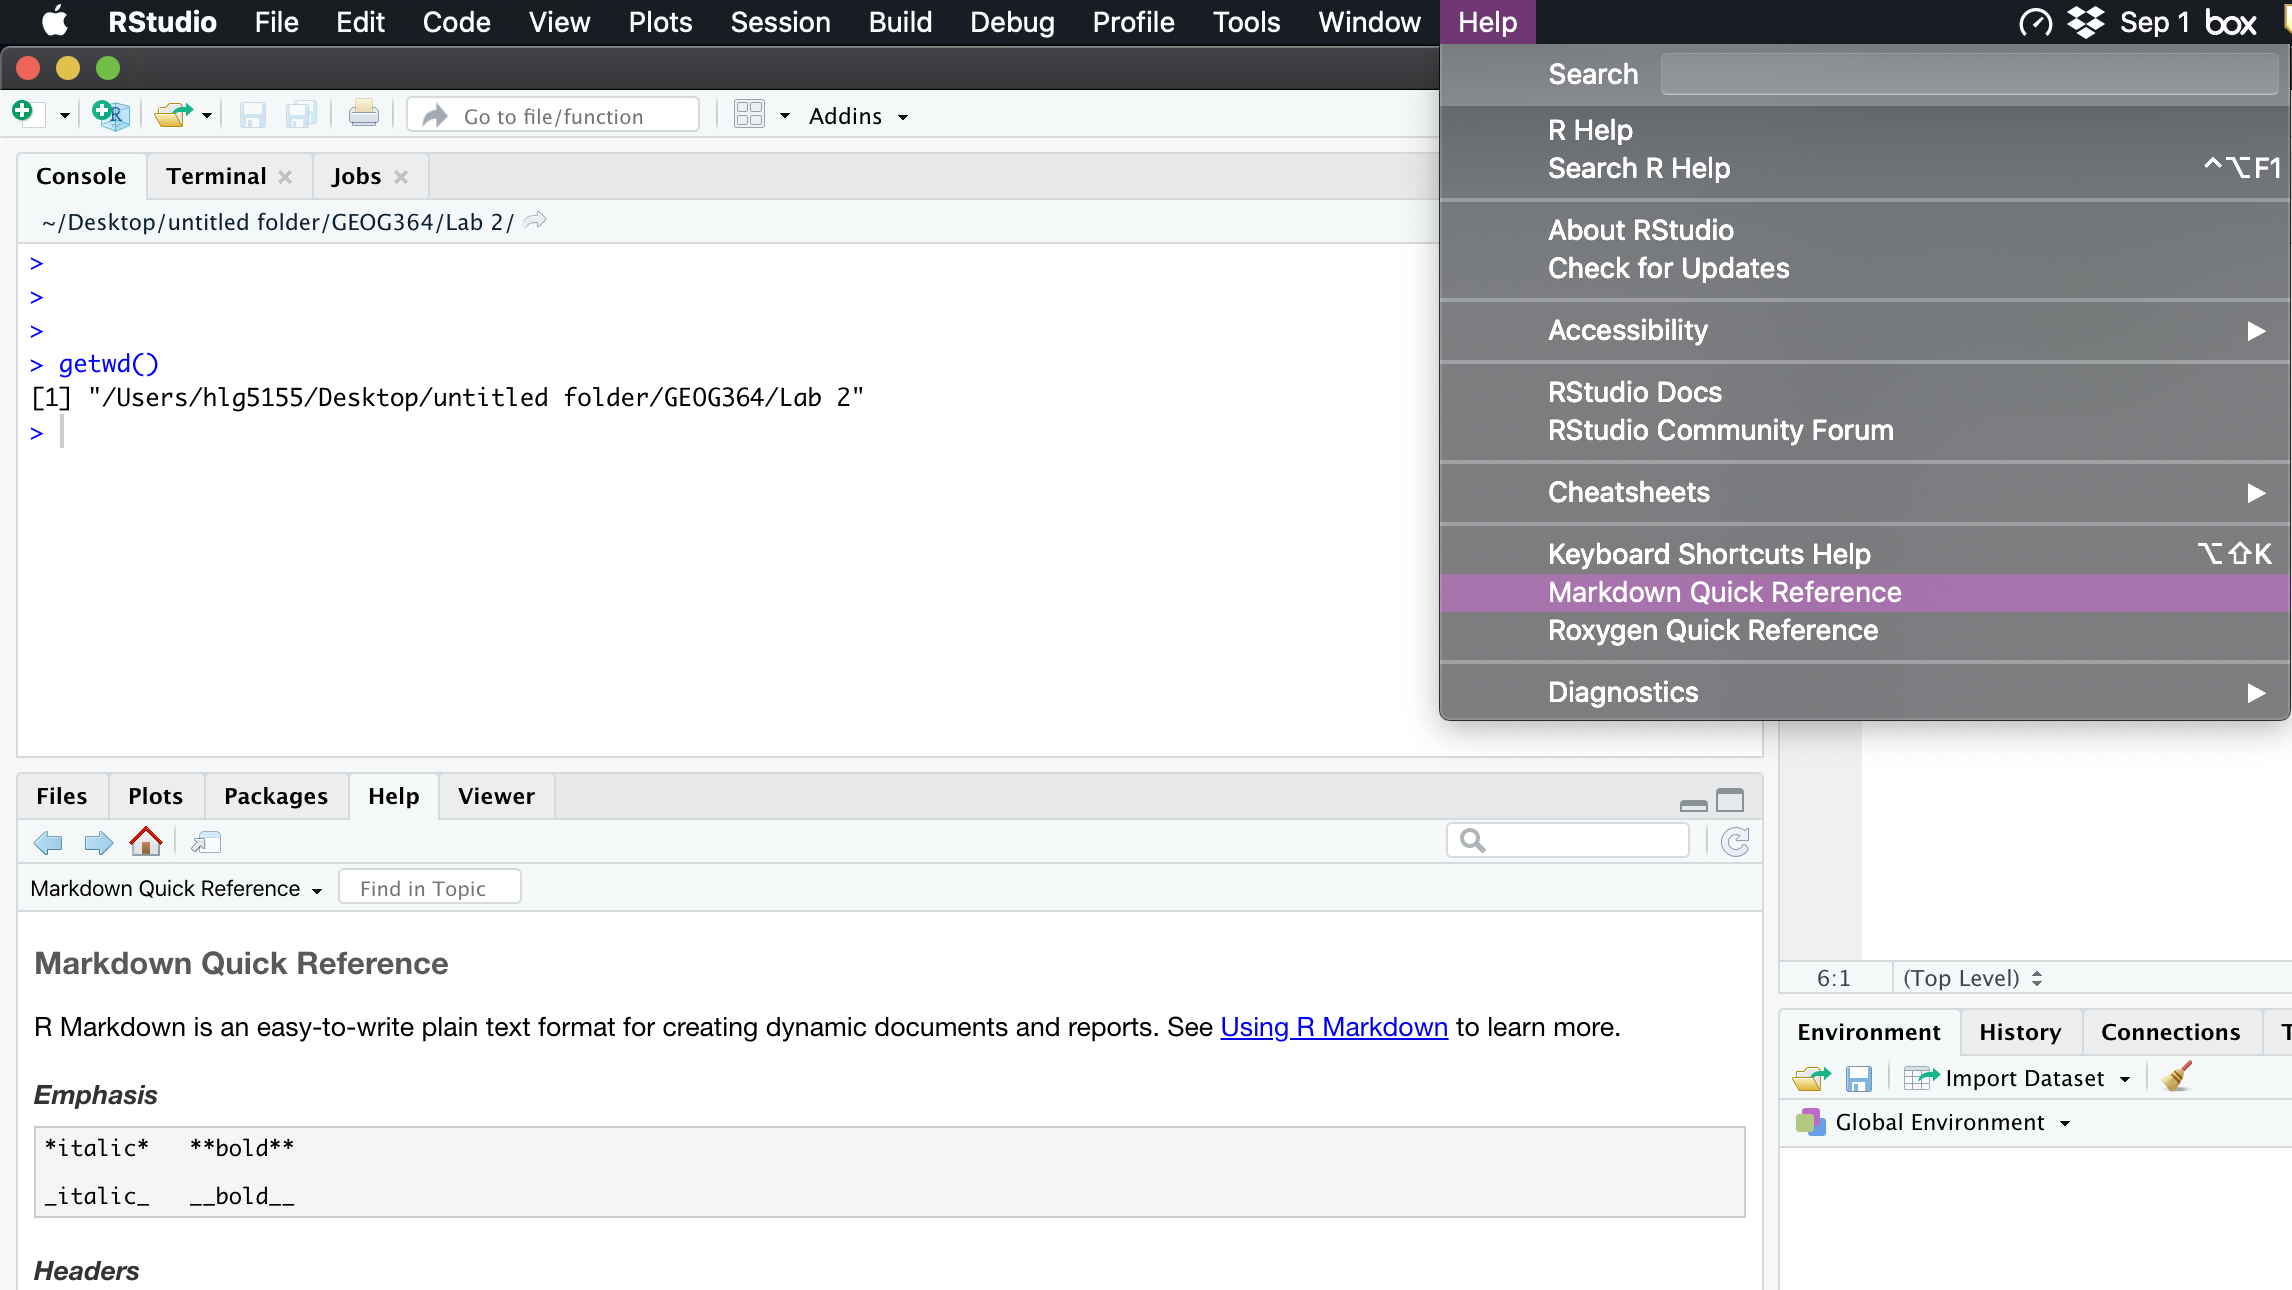 RStudio File Edit Code View Plots Session Build Debug Profile Tools Window Help Sep 1 box
Search
R Help
Search R Help ^⌥F1
About RStudio
Check for Updates
Accessibility ▶
RStudio Docs
RStudio Community Forum
Cheatsheets ▶
Keyboard Shortcuts Help ⌥⇧K
Markdown Quick Reference
Roxygen Quick Reference
Diagnostics ▶
Go to file/function Addins
Console Terminal Jobs
~/Desktop/untitled folder/GEOG364/Lab 2/
>
>
>
> getwd()
[1] "/Users/hlg5155/Desktop/untitled folder/GEOG364/Lab 2"
>
Files Plots Packages Help Viewer
Markdown Quick Reference Find in Topic
Markdown Quick Reference
R Markdown is an easy-to-write plain text format for creating dynamic documents and reports. See Using R Markdown to learn more.
Emphasis
*italic* **bold**
_italic_ __bold__
Headers
6:1 (Top Level)
Environment History Connections
Import Dataset
Global Environment